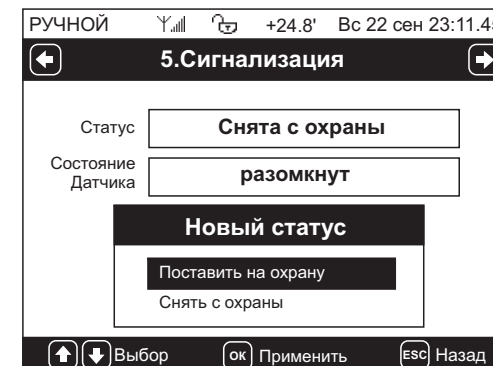 РУЧНОЙ +24.8' Вс 22 сен 23:11.45
5.Сигнализация
Статус Снята с охраны
Состояние
Датчика разомкнут
Новый статус
Поставить на охрану
Снять с охраны
Выбор ОК Применить ESC Назад